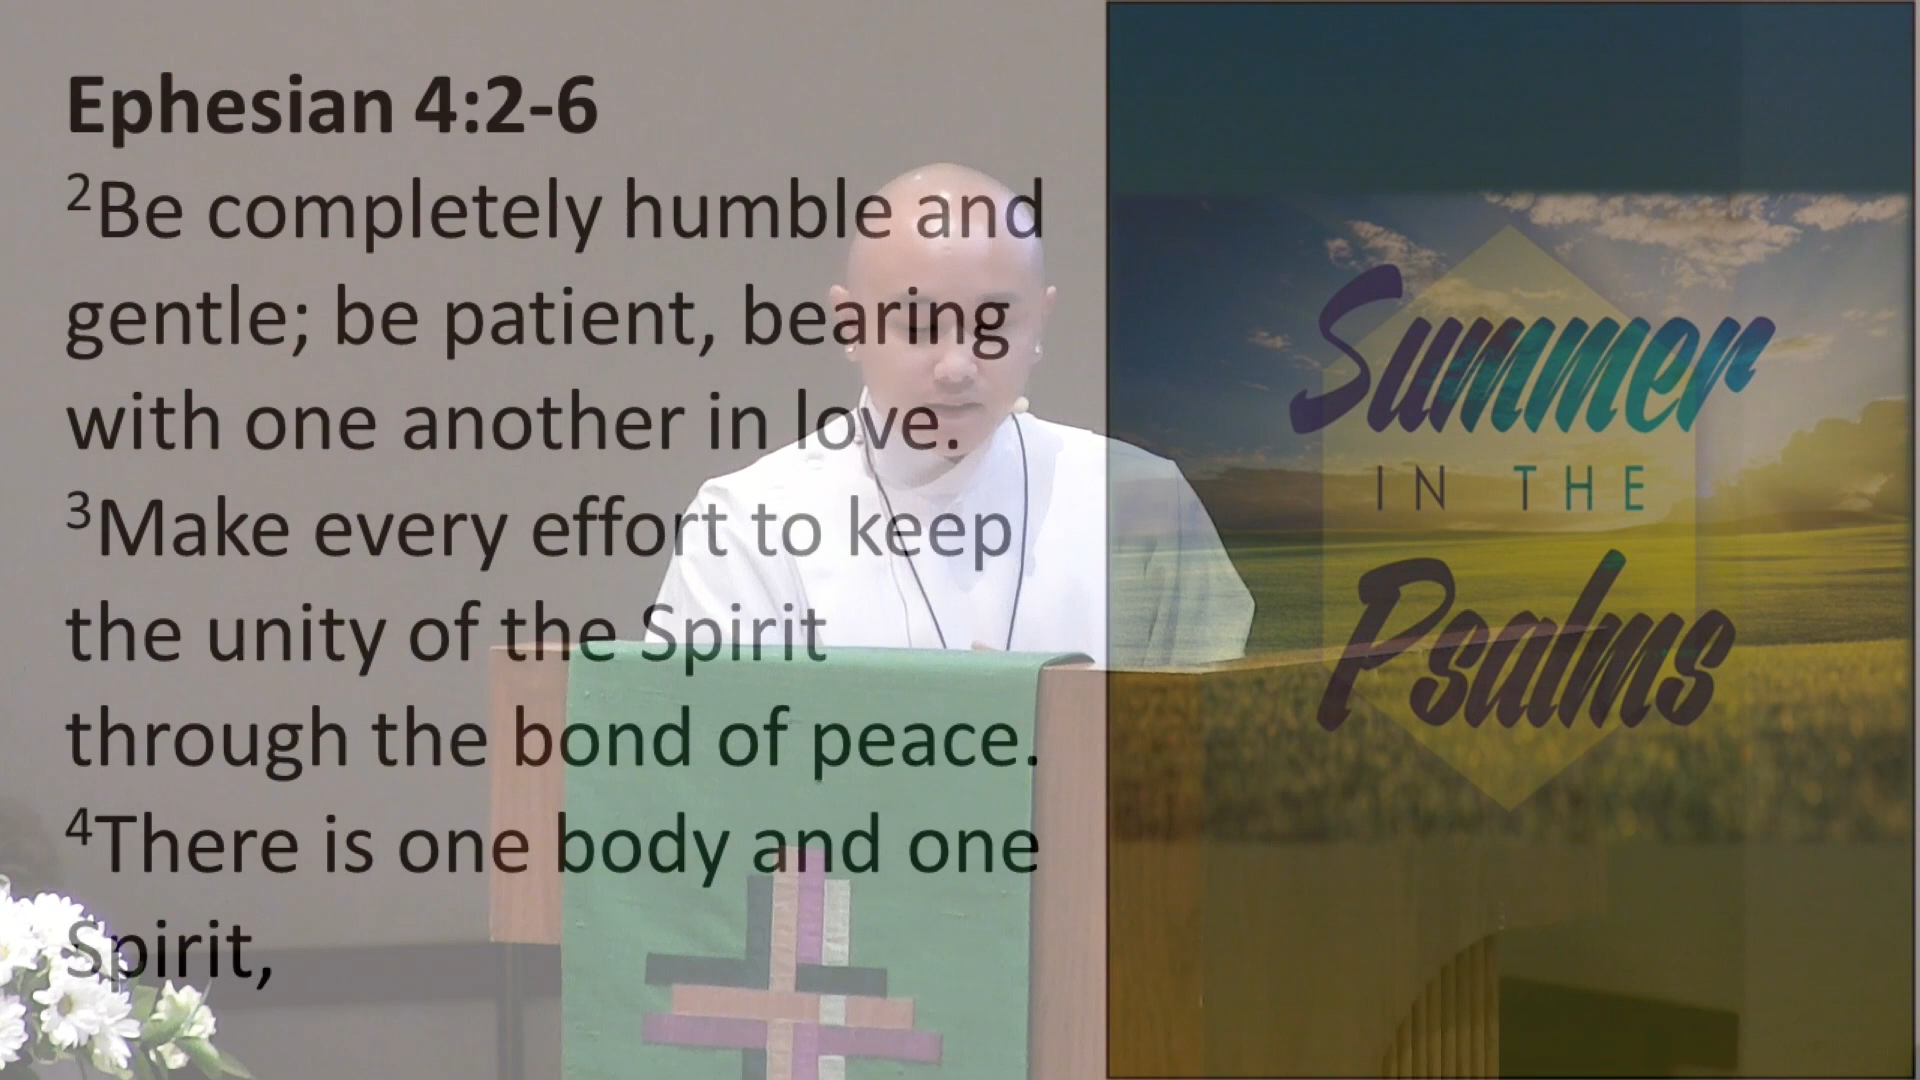 Ephesian 4:2-6
²Be completely humble and
gentle; be patient, bearing
with one another in love.
³Make every effort to keep
the unity of the Spirit
through the bond of peace.
⁴There is one body and one
Spirit,
Summer
IN THE
Psalms